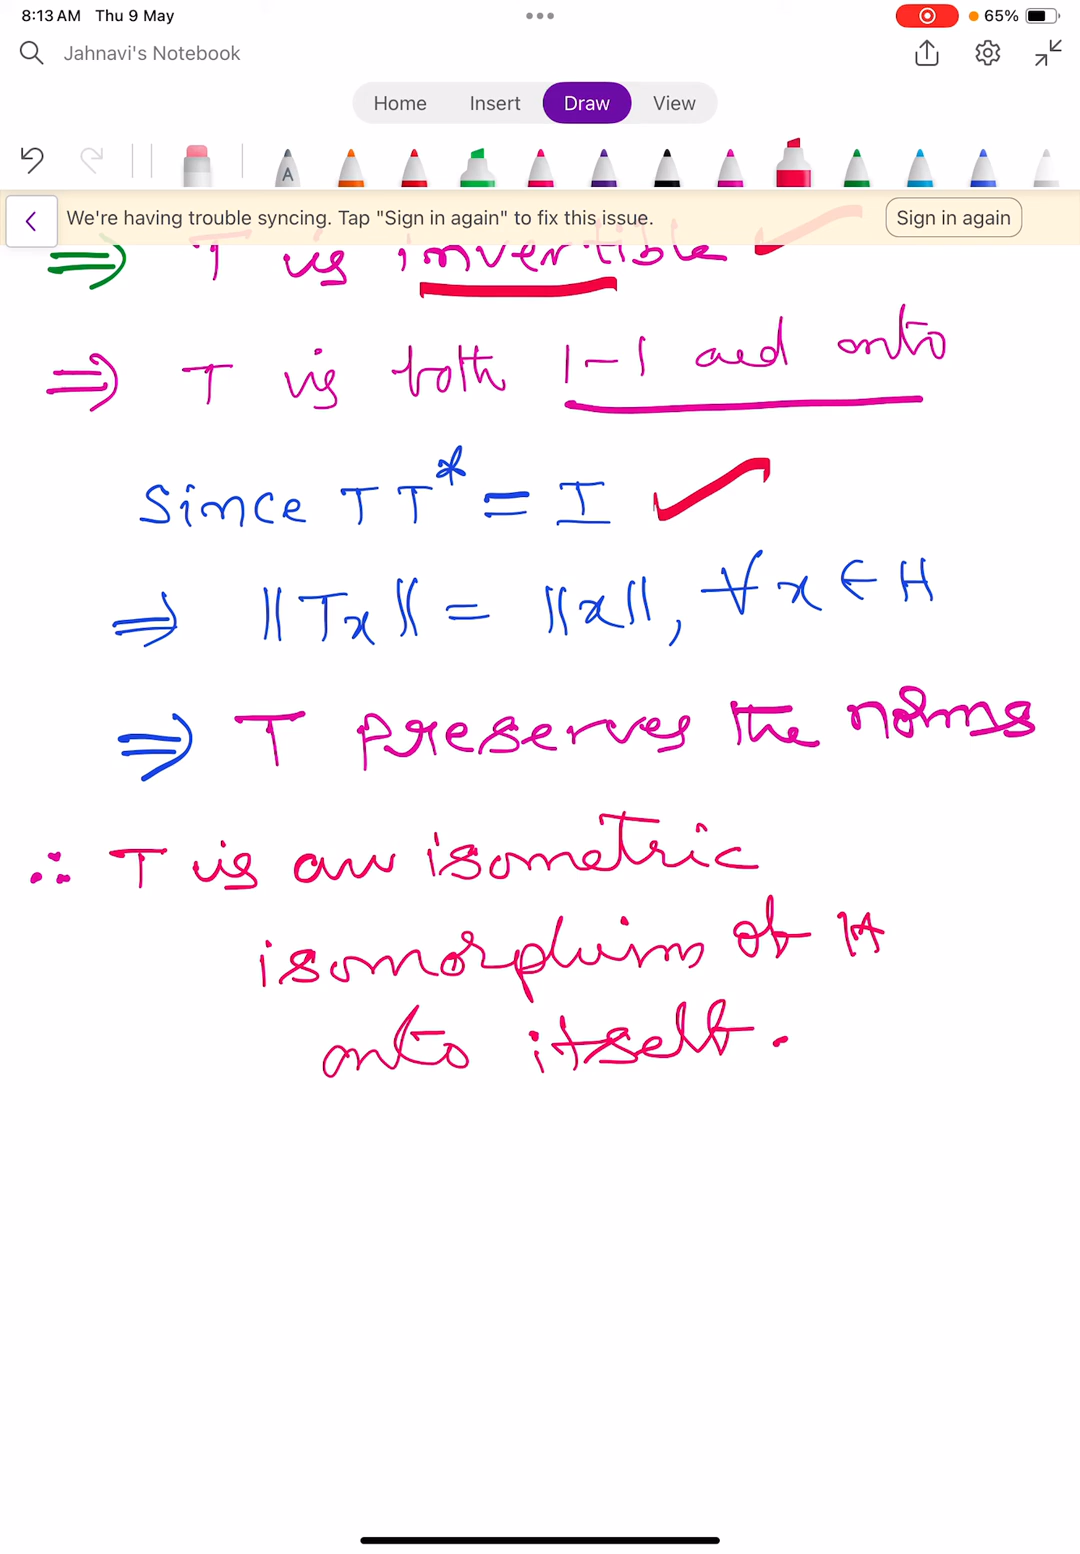 8:13 AM Thu 9 May
65%
Jahnavi's Notebook
Home Insert Draw View
A
We're having trouble syncing. Tap "Sign in again" to fix this issue. Sign in again
⇒ T is invertible ✓
⇒ T is both 1-1 and onto
Since TT* = I ✓
⇒ ||Tx|| = ||x||, ∀ x ∈ H
⇒ T preserves the norms
∴ T is an isometric
isomorphism of H
onto itself.